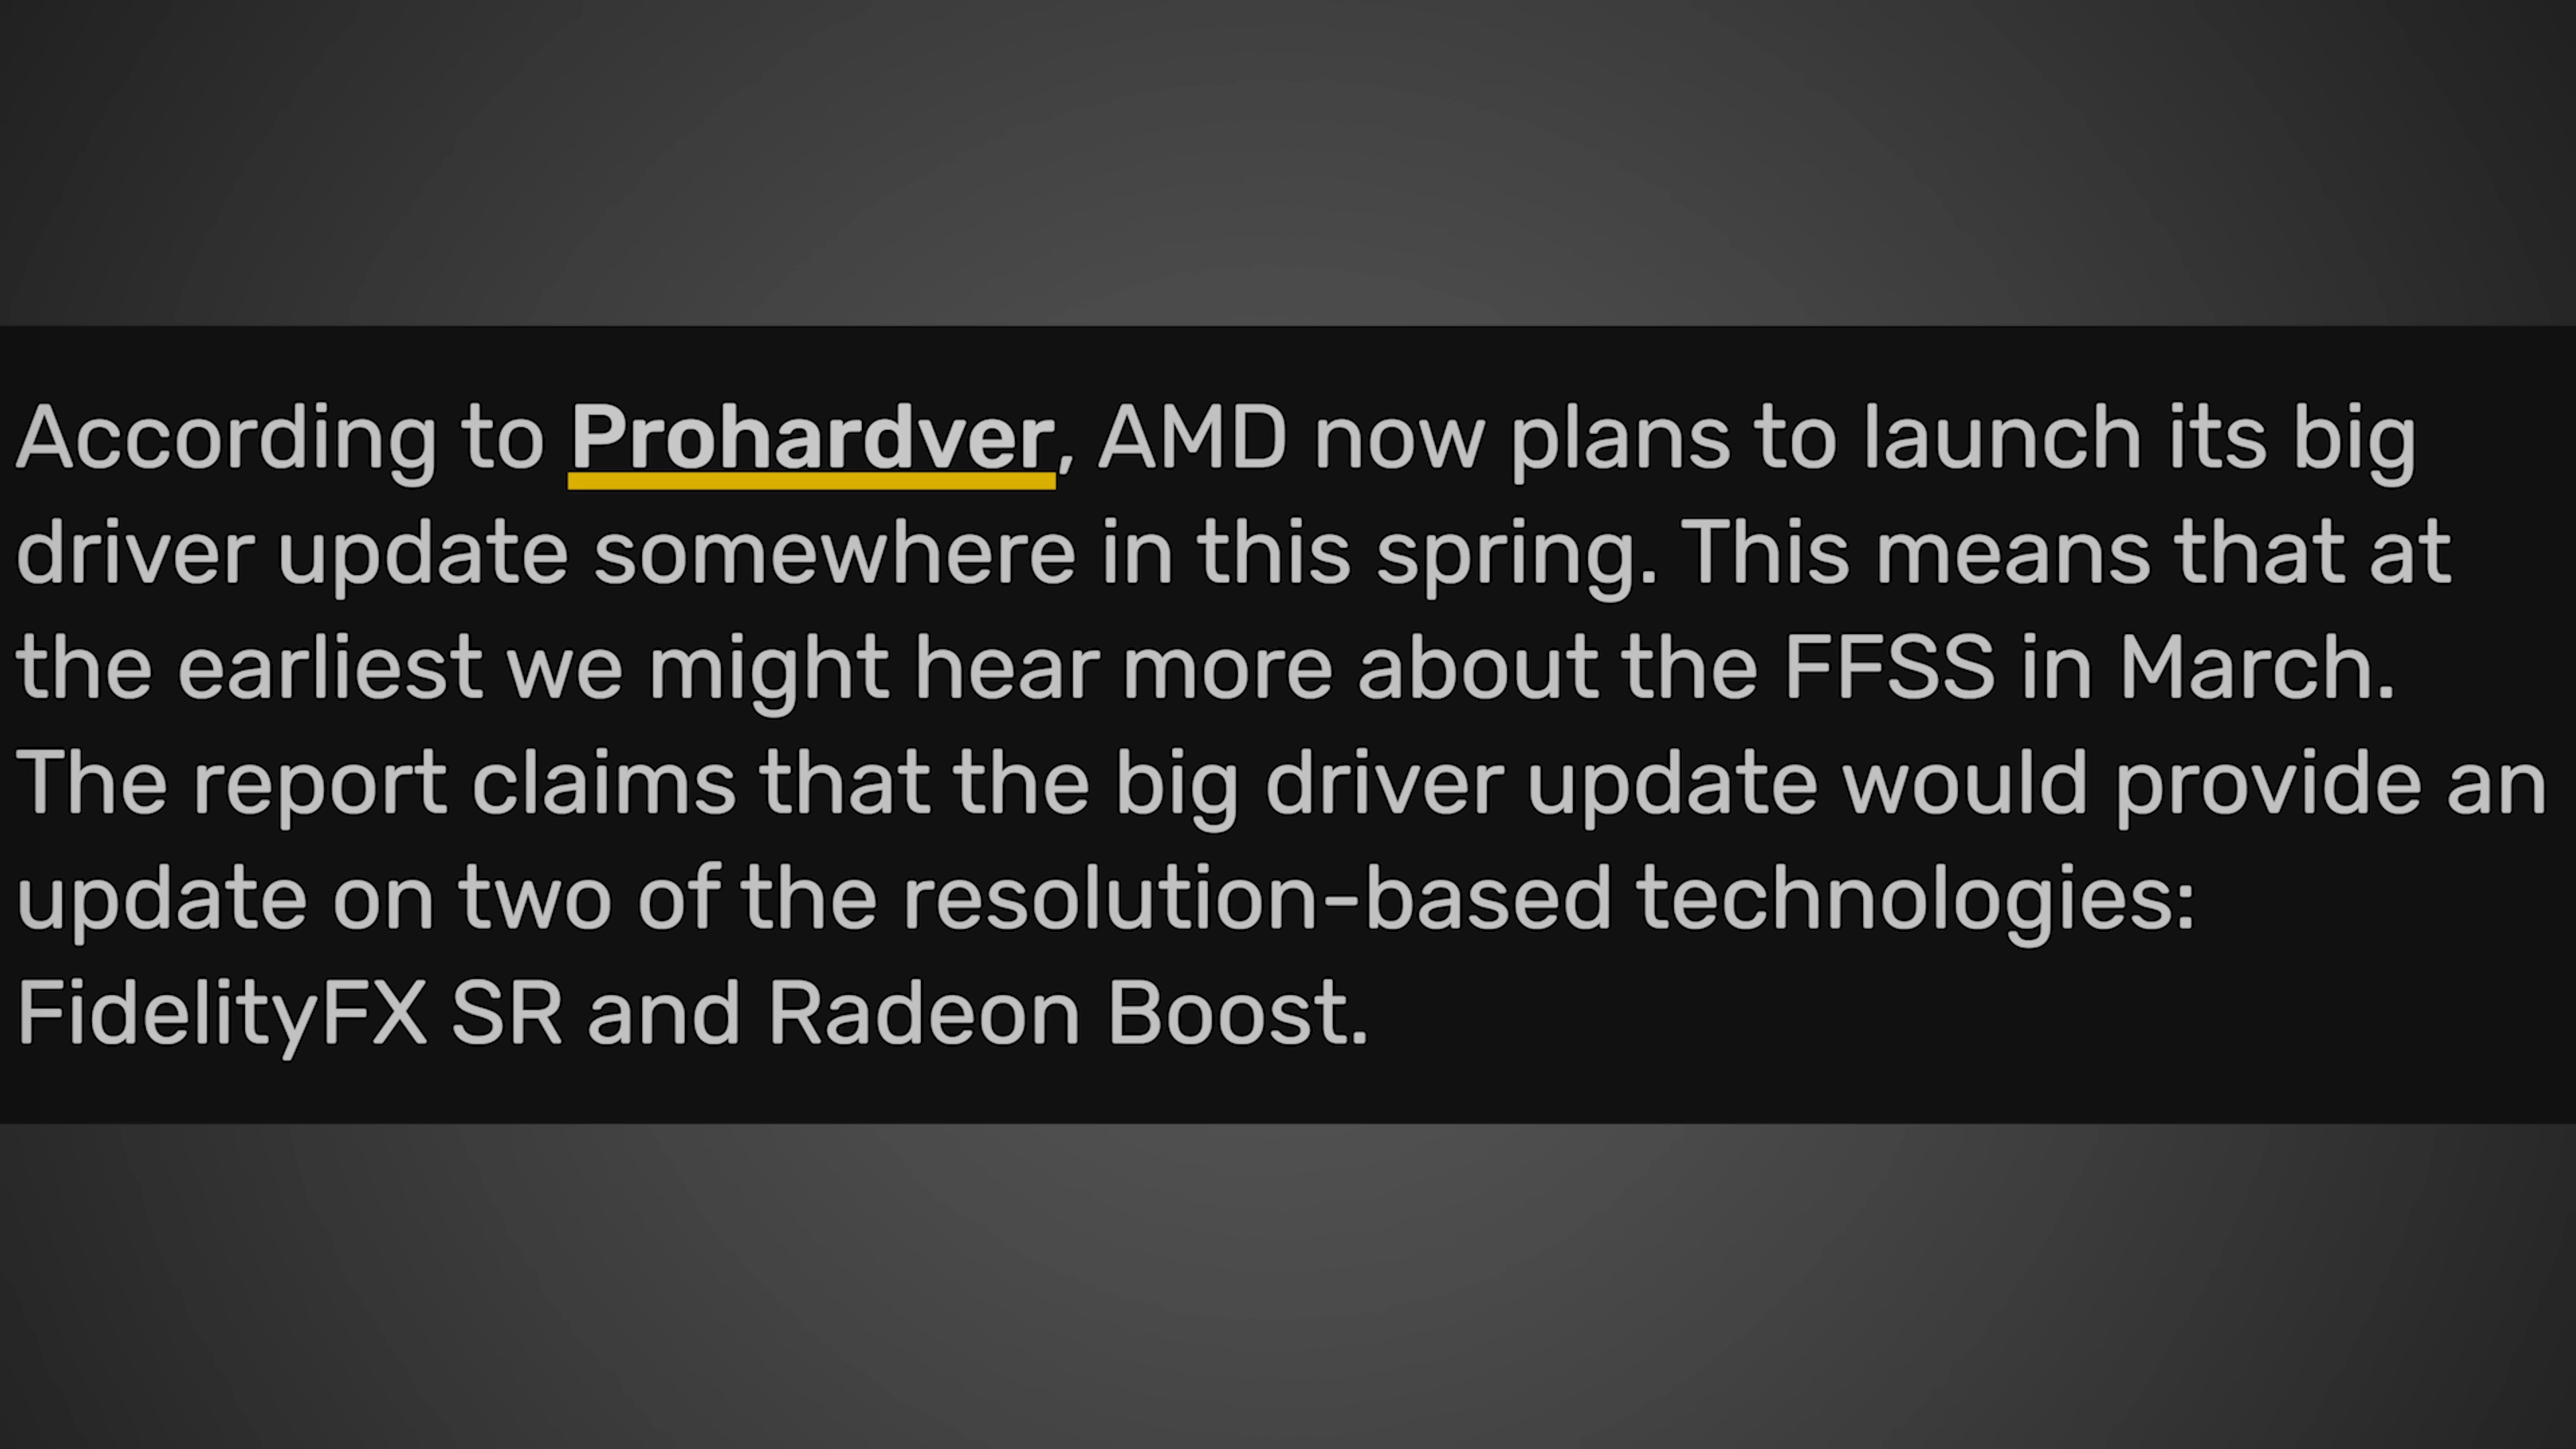 According to Prohardver, AMD now plans to launch its big
driver update somewhere in this spring. This means that at
the earliest we might hear more about the FFSS in March.
The report claims that the big driver update would provide an
update on two of the resolution-based technologies:
FidelityFX SR and Radeon Boost.